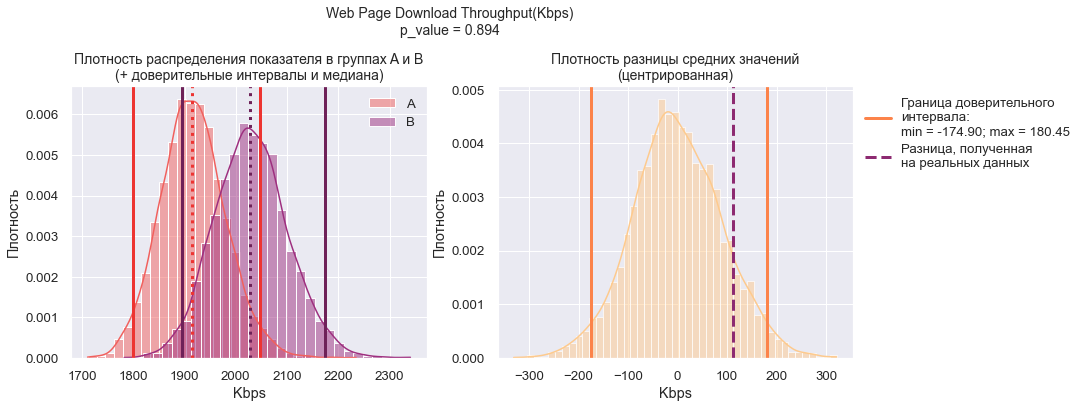 Web Page Download Throughput(Kbps)
p_value = 0.894
Плотность распределения показателя в группах A и B
(+ доверительные интервалы и медиана)
0.006
0.005
0.004
0.003
0.002
0.001
0.000
Плотность
A
B
1700 1800 1900 2000 2100 2200 2300
Kbps
Плотность разницы средних значений
(центрированная)
0.005
0.004
0.003
0.002
0.001
0.000
Плотность
−300 −200 −100 0 100 200 300
Kbps
Граница доверительного
интервала:
min = -174.90; max = 180.45
Разница, полученная
на реальных данных